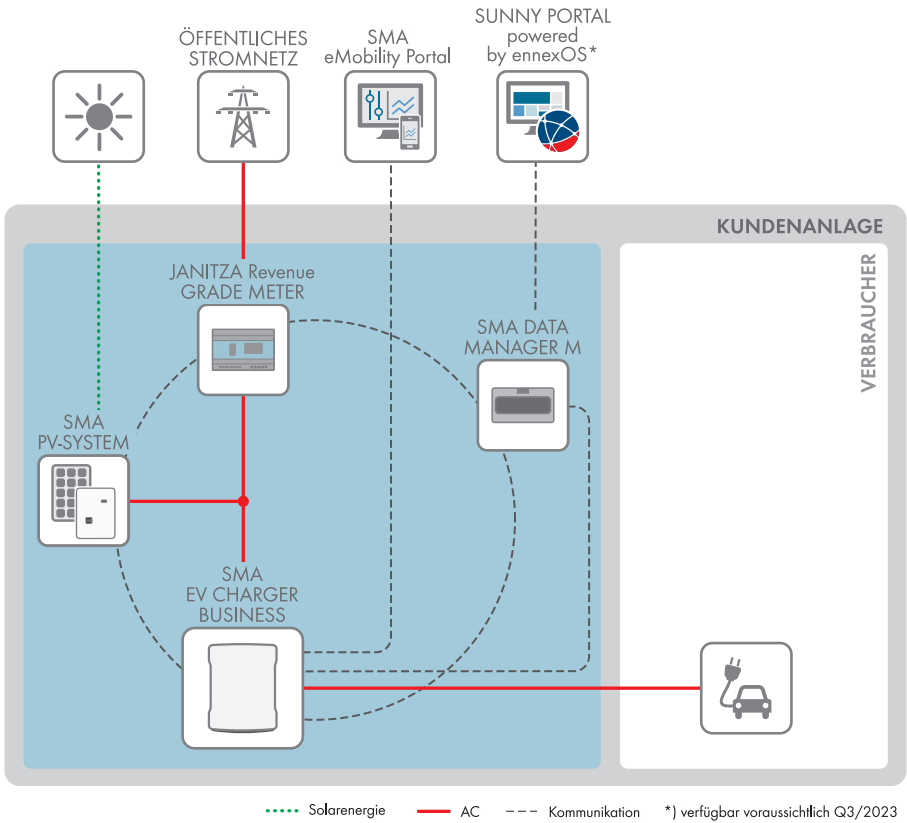 ÖFFENTLICHES
STROMNETZ
SMA
eMobility Portal
SUNNY PORTAL
powered
by ennexOS*
KUNDENANLAGE
VERBRAUCHER
JANITZA Revenue
GRADE METER
SMA DATA
MANAGER M
SMA
PV-SYSTEM
SMA
EV CHARGER
BUSINESS
Solarenergie
AC
Kommunikation
*) verfügbar voraussichtlich Q3/2023